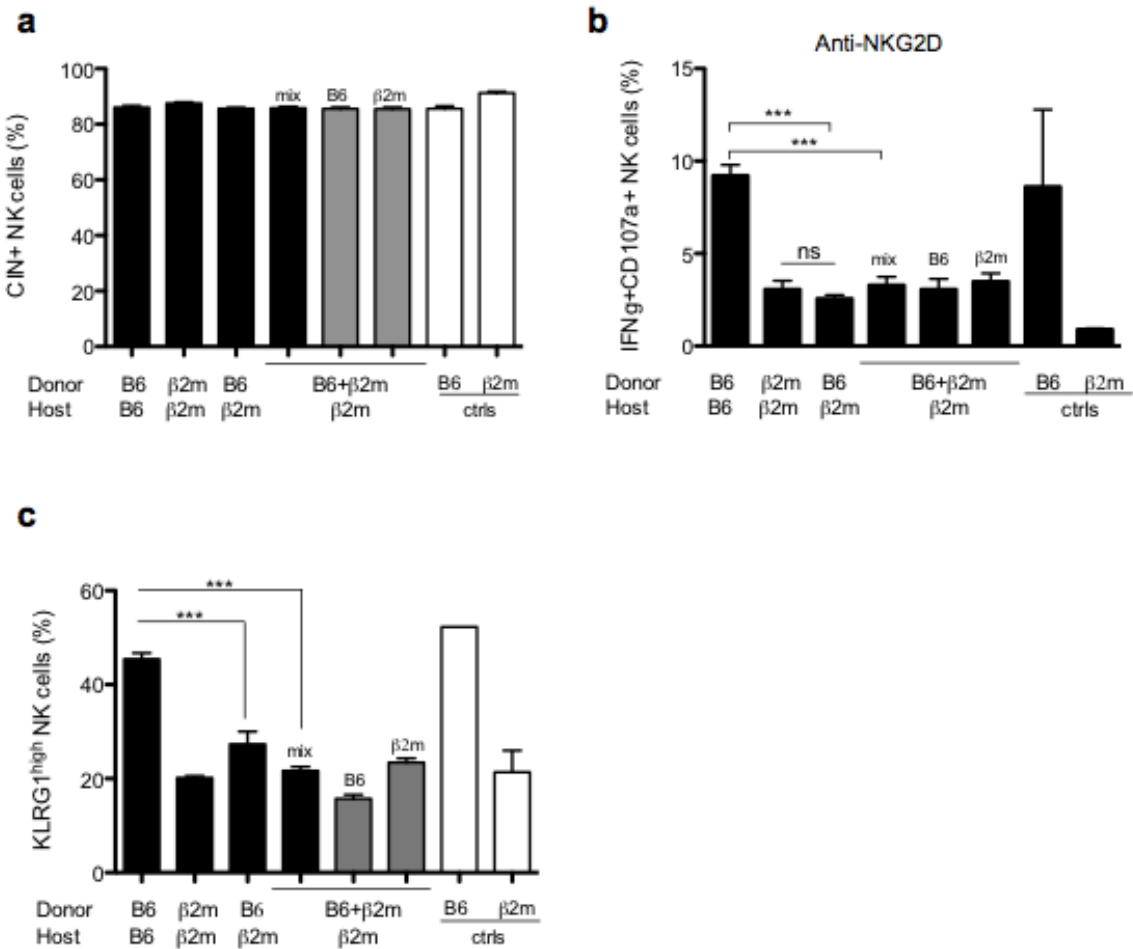 a
CIN+ NK cells (%)
100
80
60
40
20
0
mix B6 β2m
Donor B6 β2m B6 B6+β2m B6 β2m
Host B6 β2m β2m β2m ctrls
b
Anti-NKG2D
IFNg+CD107a+ NK cells (%)
15
10
5
0
***
***
ns
mix B6 β2m
Donor B6 β2m B6 B6+β2m B6 β2m
Host B6 β2m β2m β2m ctrls
c
KLRG1high NK cells (%)
60
40
20
0
***
***
mix B6 β2m
Donor B6 β2m B6 B6+β2m B6 β2m
Host B6 β2m β2m β2m ctrls